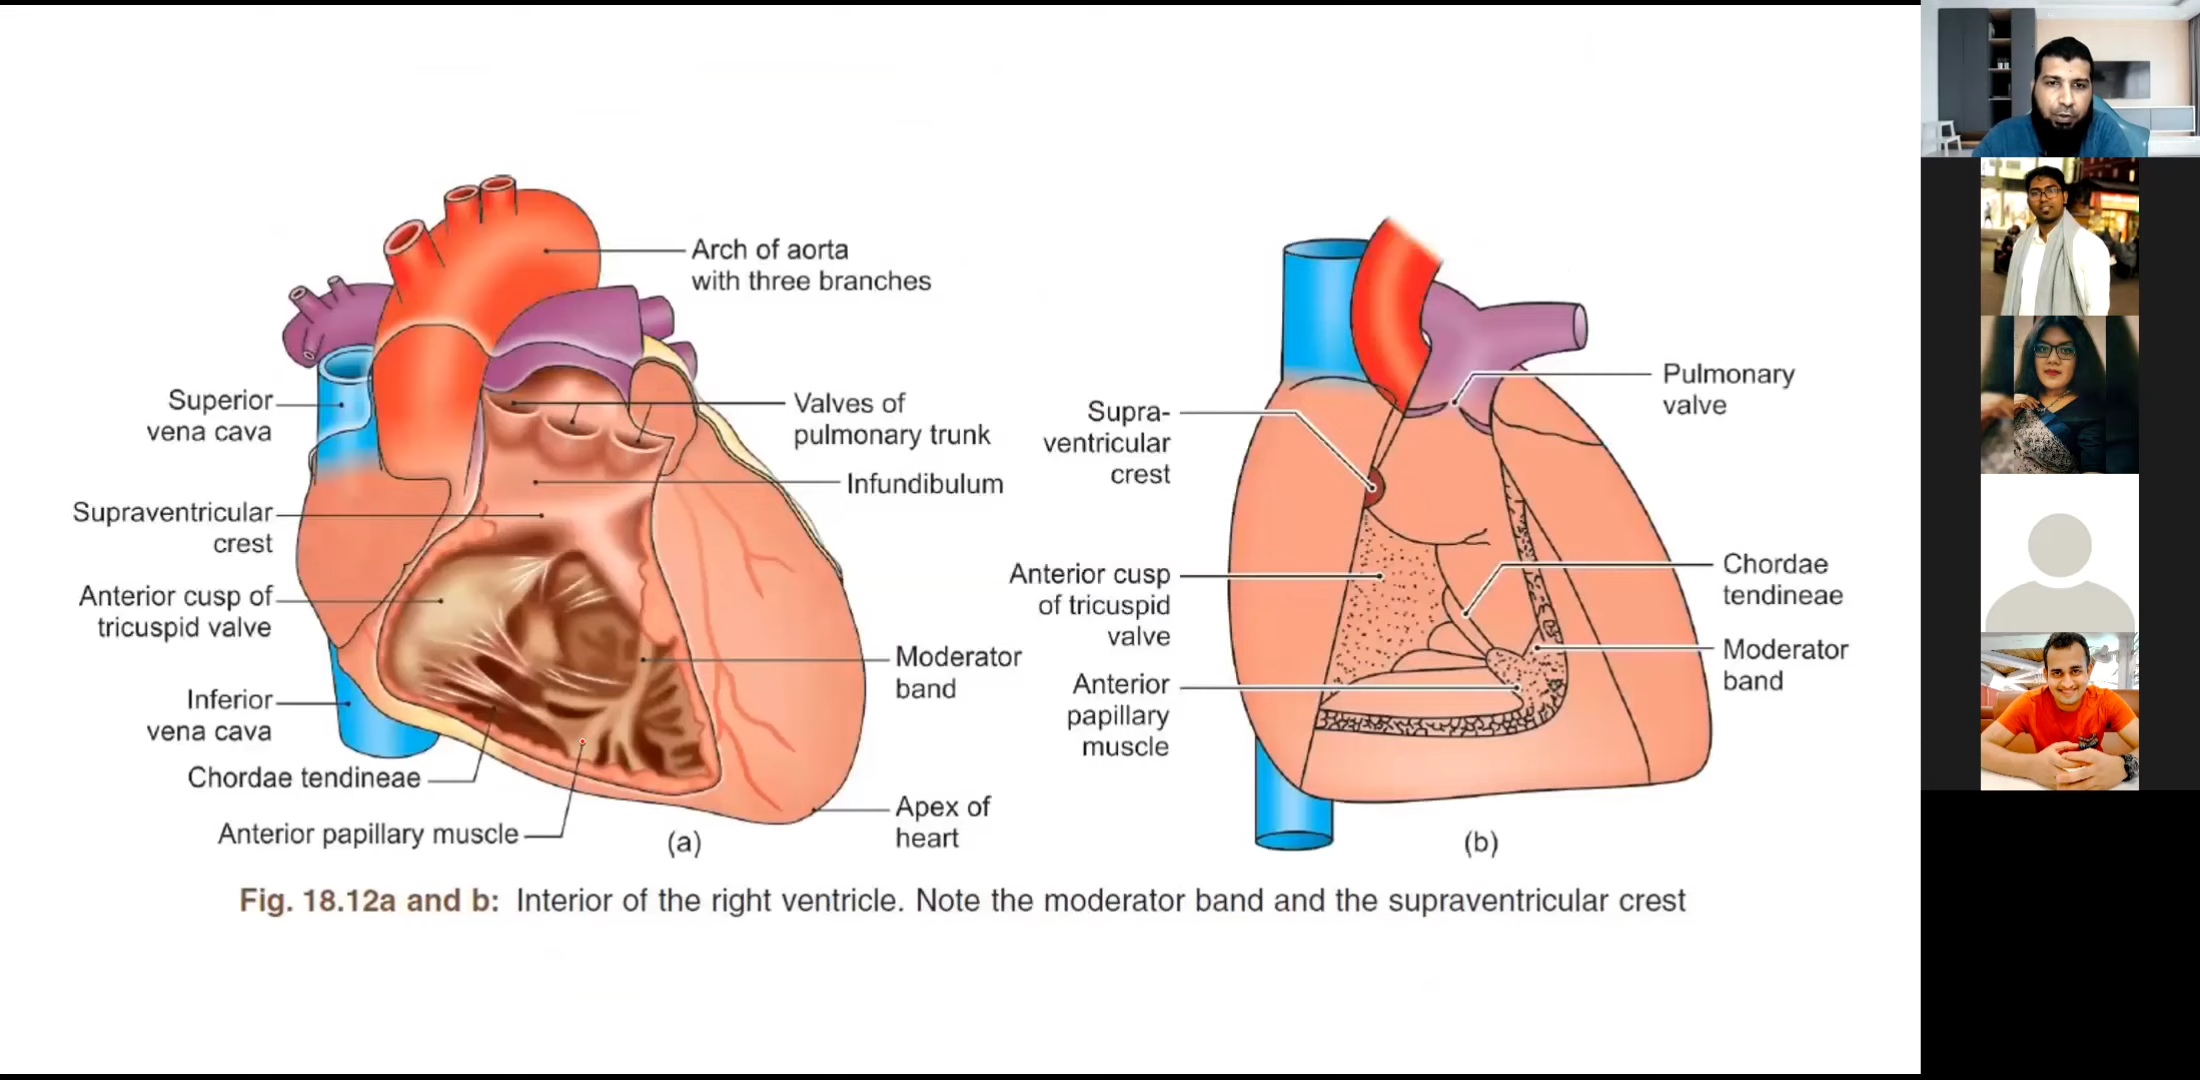 Arch of aorta
with three branches
Superior
vena cava
Valves of
pulmonary trunk
Infundibulum
Supraventricular
crest
Anterior cusp of
tricuspid valve
Moderator
band
Inferior
vena cava
Chordae tendineae
Anterior papillary muscle
Apex of
heart
(a)
Pulmonary
valve
Supra-
ventricular
crest
Chordae
tendineae
Anterior cusp
of tricuspid
valve
Moderator
band
Anterior
papillary
muscle
(b)
Fig. 18.12a and b: Interior of the right ventricle. Note the moderator band and the supraventricular crest